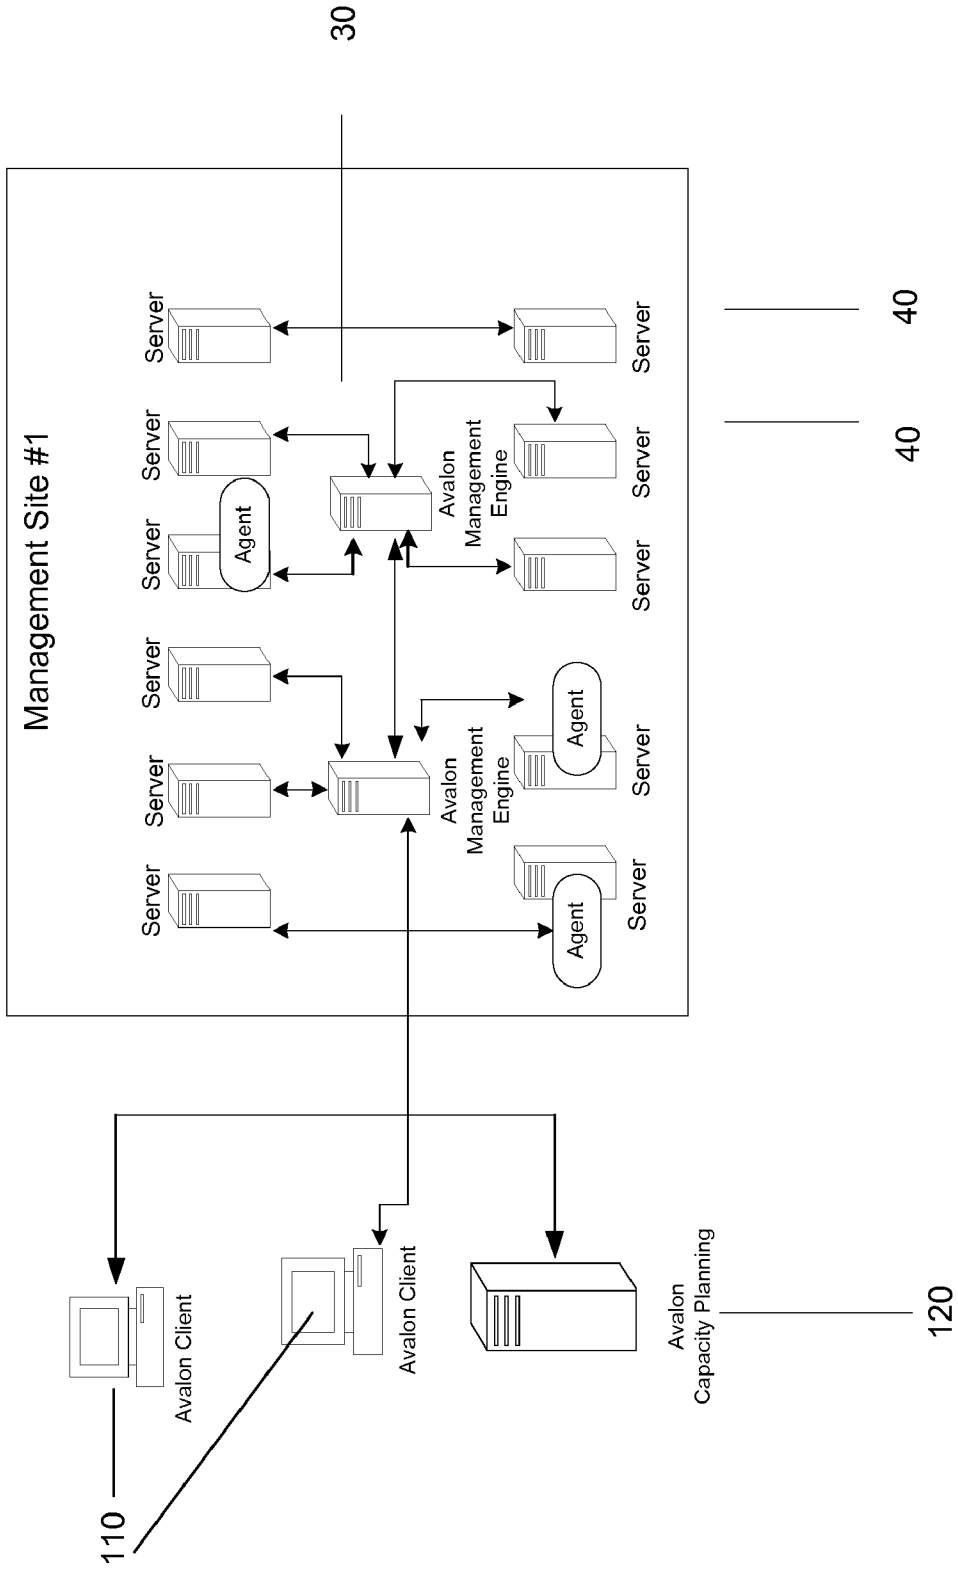 Management Site #1
110
Server
Server
Server
Server
Server
Server
Avalon Client
Agent
30
Avalon Client
Avalon
Management
Engine
Avalon
Management
Engine
Agent
Agent
Server
Server
Server
Server
Server
Avalon
Capacity Planning
40
40
120